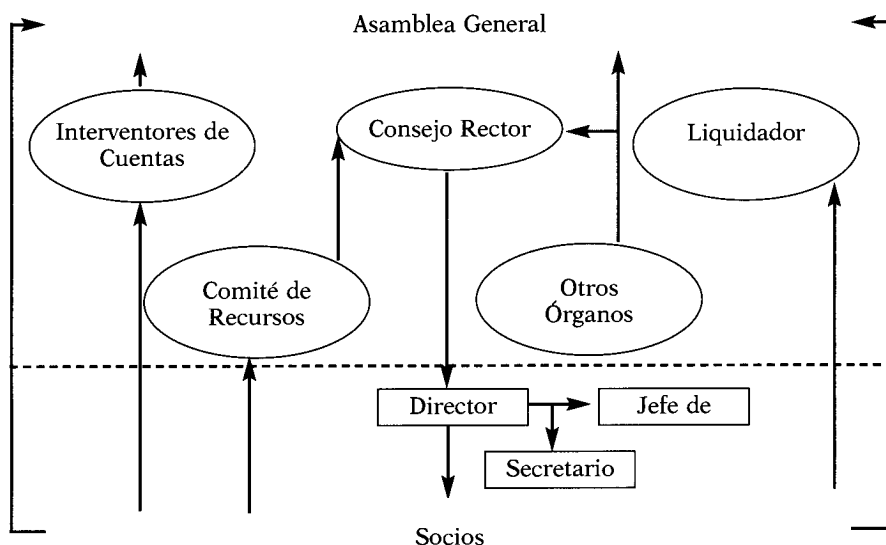 Asamblea General
Interventores de
Cuentas
Consejo Rector
Liquidador
Comité de
Recursos
Otros
Órganos
Director
Jefe de
Secretario
Socios